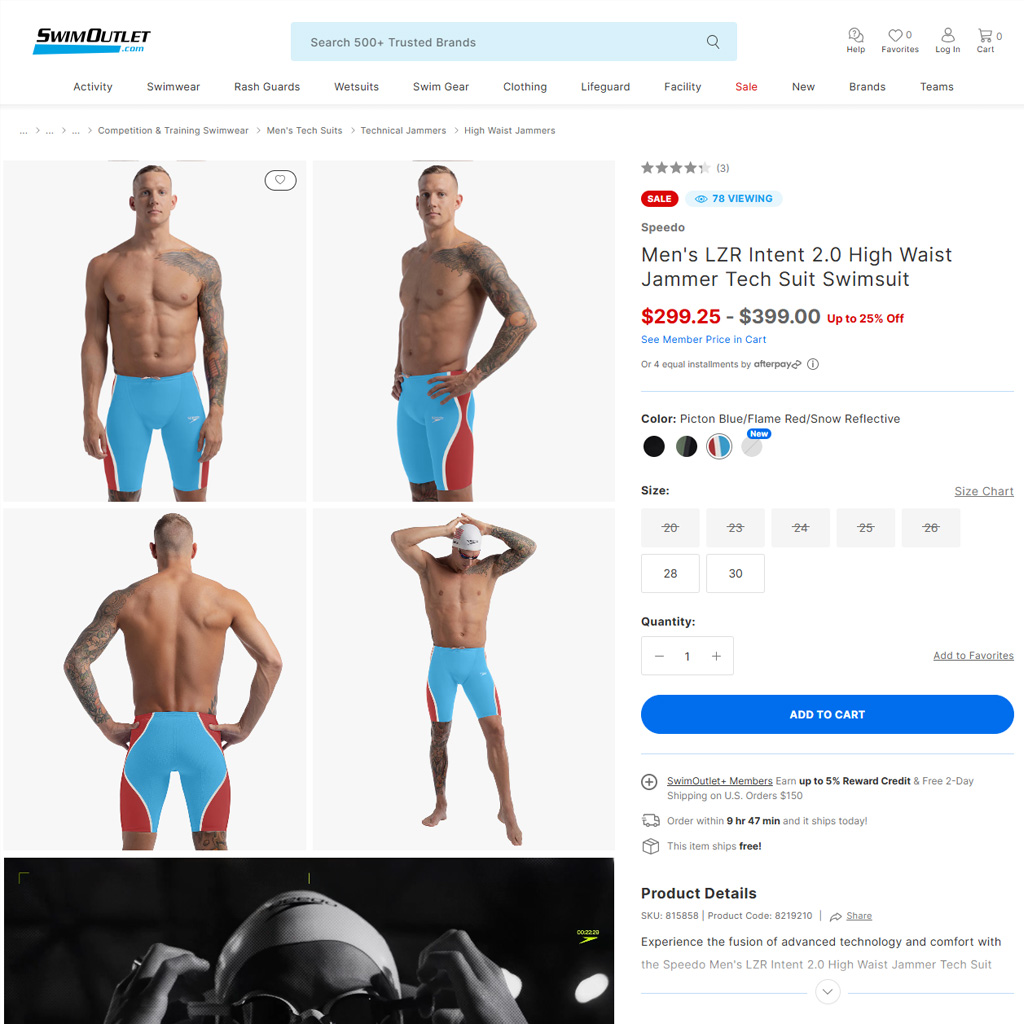 SWIMOUTLET
.com
Search 500+ Trusted Brands
0
0
Help
Favorites
Log In
Cart
Activity
Swimwear
Rash Guards
Wetsuits
Swim Gear
Clothing
Lifeguard
Facility
Sale
New
Brands
Teams
... > ... > ... > Competition & Training Swimwear > Men's Tech Suits > Technical Jammers > High Waist Jammers
(3)
SALE
78 VIEWING
Speedo
Men's LZR Intent 2.0 High Waist
Jammer Tech Suit Swimsuit
$299.25 - $399.00 Up to 25% Off
See Member Price in Cart
Or 4 equal installments by afterpay
Color: Picton Blue/Flame Red/Snow Reflective
New
Size:
Size Chart
20
23
24
25
26
28
30
Quantity:
− 1 +
Add to Favorites
ADD TO CART
SwimOutlet+ Members Earn up to 5% Reward Credit & Free 2-Day
Shipping on U.S. Orders $150
Order within 9 hr 47 min and it ships today!
This item ships free!
Product Details
SKU: 815858 | Product Code: 8219210 | Share
Experience the fusion of advanced technology and comfort with
the Speedo Men's LZR Intent 2.0 High Waist Jammer Tech Suit
speedo
00:22:29